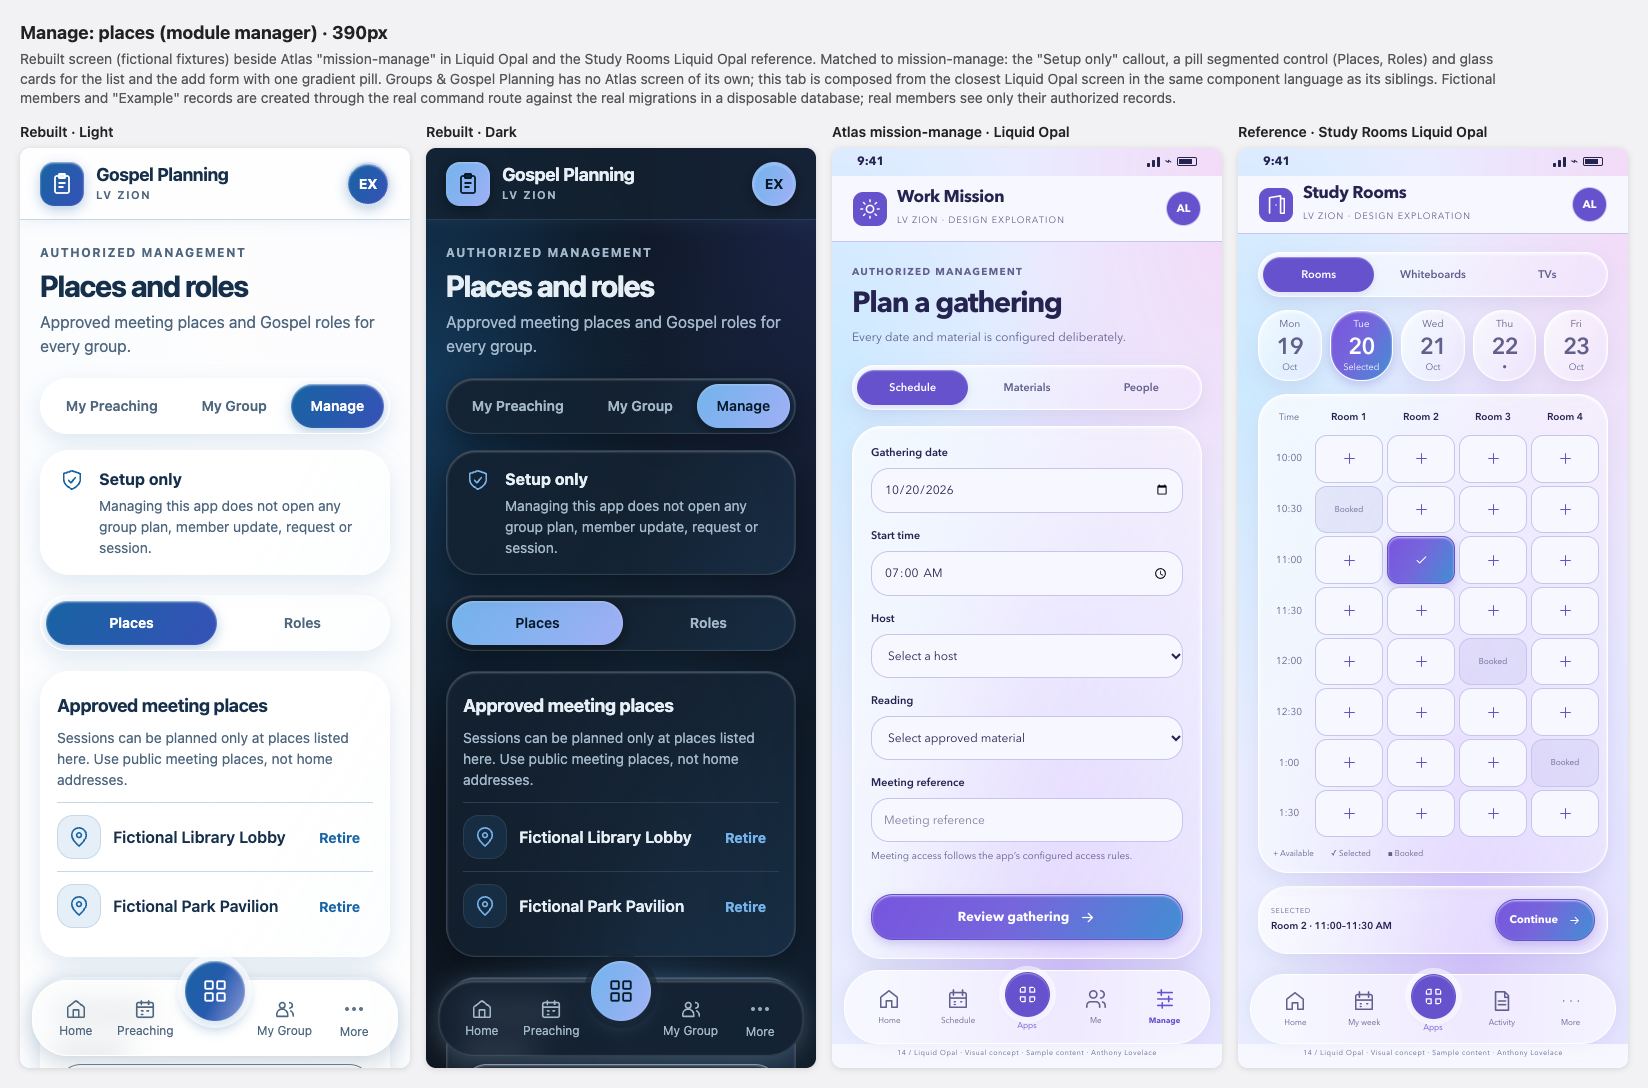 Manage: places (module manager) · 390px
Rebuilt screen (fictional fixtures) beside Atlas "mission-manage" in Liquid Opal and the Study Rooms Liquid Opal reference. Matched to mission-manage: the "Setup only" callout, a pill segmented control (Places, Roles) and glass
cards for the list and the add form with one gradient pill. Groups & Gospel Planning has no Atlas screen of its own; this tab is composed from the closest Liquid Opal screen in the same component language as its siblings. Fictional
members and "Example" records are created through the real command route against the real migrations in a disposable database; real members see only their authorized records.
Rebuilt · Light
Gospel Planning
LV ZION
EX
AUTHORIZED MANAGEMENT
Places and roles
Approved meeting places and Gospel roles for
every group.
My Preaching My Group Manage
Setup only
Managing this app does not open any
group plan, member update, request or
session.
Places Roles
Approved meeting places
Sessions can be planned only at places listed
here. Use public meeting places, not home
addresses.
Fictional Library Lobby Retire
Fictional Park Pavilion Retire
Home Preaching My Group More
Rebuilt · Dark
Gospel Planning
LV ZION
EX
AUTHORIZED MANAGEMENT
Places and roles
Approved meeting places and Gospel roles for
every group.
My Preaching My Group Manage
Setup only
Managing this app does not open any
group plan, member update, request or
session.
Places Roles
Approved meeting places
Sessions can be planned only at places listed
here. Use public meeting places, not home
addresses.
Fictional Library Lobby Retire
Fictional Park Pavilion Retire
Home Preaching My Group More
Atlas mission-manage · Liquid Opal
9:41
Work Mission
LV ZION · DESIGN EXPLORATION
AL
AUTHORIZED MANAGEMENT
Plan a gathering
Every date and material is configured deliberately.
Schedule Materials People
Gathering date
10/20/2026
Start time
07:00 AM
Host
Select a host
Reading
Select approved material
Meeting reference
Meeting reference
Meeting access follows the app's configured access rules.
Review gathering →
Home Schedule Apps Me Manage
14 / Liquid Opal · Visual concept · Sample content · Anthony Lovelace
Reference · Study Rooms Liquid Opal
9:41
Study Rooms
LV ZION · DESIGN EXPLORATION
AL
Rooms Whiteboards TVs
Mon Tue Wed Thu Fri
19 20 21 22 23
Oct Selected Oct • Oct
Time Room 1 Room 2 Room 3 Room 4
10:00 + + + +
10:30 Booked + + +
11:00 + ✓ + +
11:30 + + + +
12:00 + + Booked +
12:30 + + + +
1:00 + + + Booked
1:30 + + + +
+ Available ✓ Selected ■ Booked
SELECTED
Room 2 · 11:00–11:30 AM
Continue →
Home My week Apps Activity More
14 / Liquid Opal · Visual concept · Sample content · Anthony Lovelace